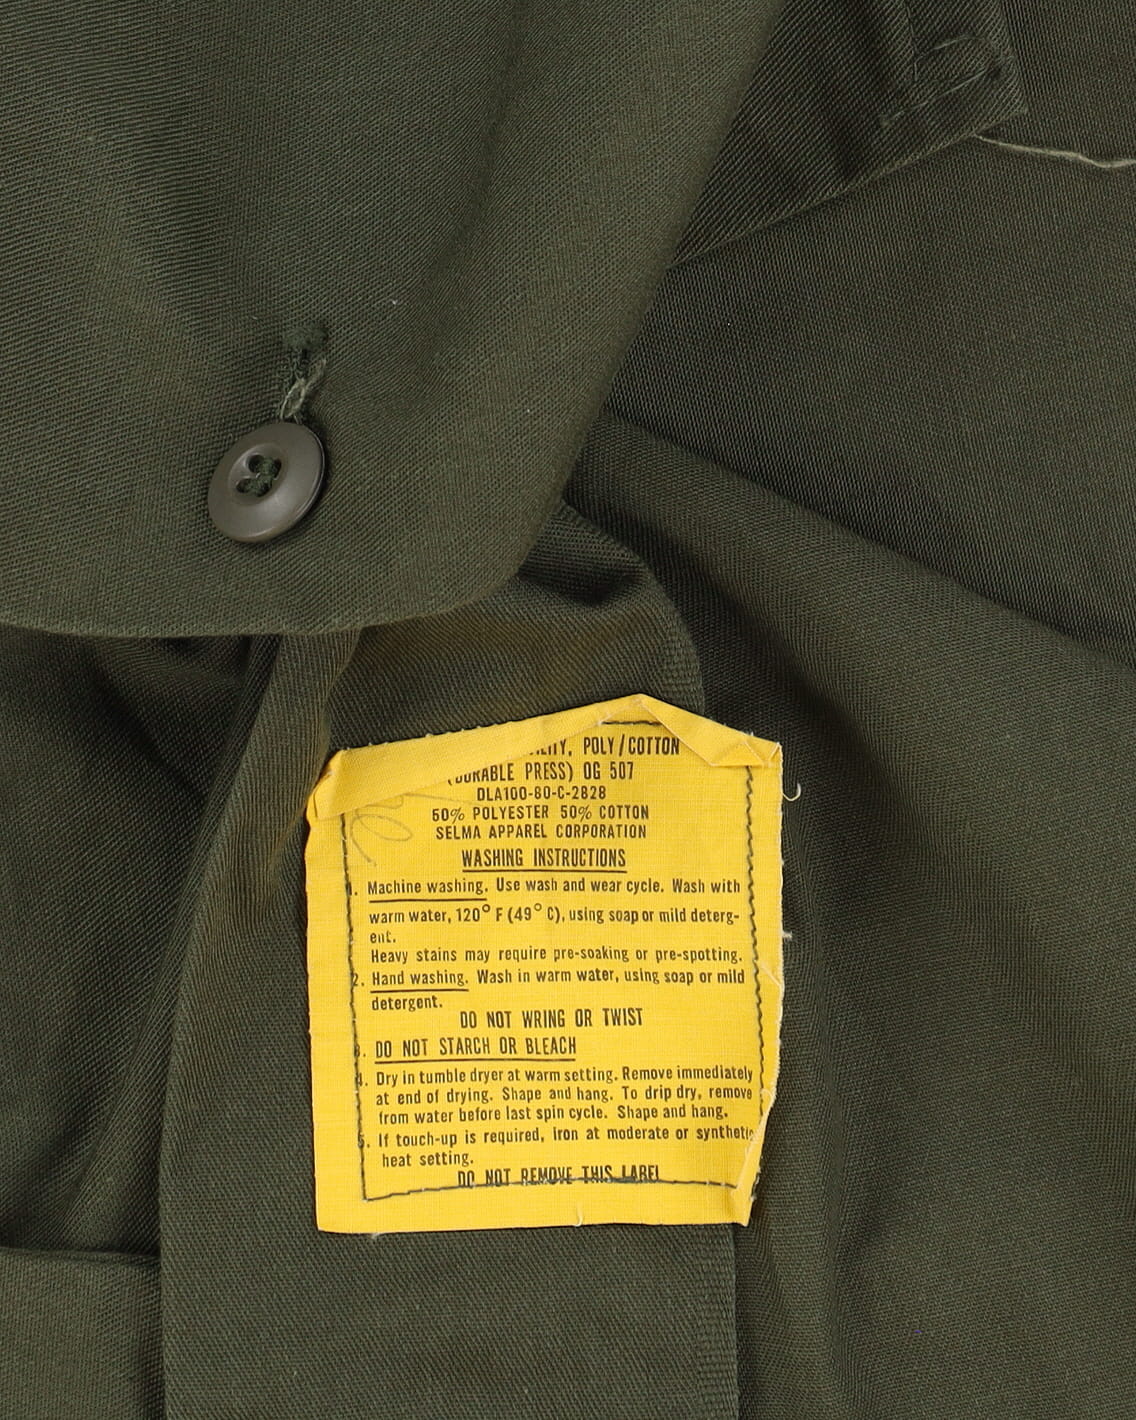 POLY/COTTON
(DURABLE PRESS) OG 507
DLA100-80-C-2828
50% POLYESTER 50% COTTON
SELMA APPAREL CORPORATION
WASHING INSTRUCTIONS
1. Machine washing. Use wash and wear cycle. Wash with
warm water, 120° F (49° C), using soap or mild deterg-
ent.
Heavy stains may require pre-soaking or pre-spotting.
2. Hand washing. Wash in warm water, using soap or mild
detergent.
DO NOT WRING OR TWIST
3. DO NOT STARCH OR BLEACH
4. Dry in tumble dryer at warm setting. Remove immediately
at end of drying. Shape and hang. To drip dry, remove
from water before last spin cycle. Shape and hang.
5. If touch-up is required, iron at moderate or synthetic
heat setting.
DO NOT REMOVE THIS LABEL